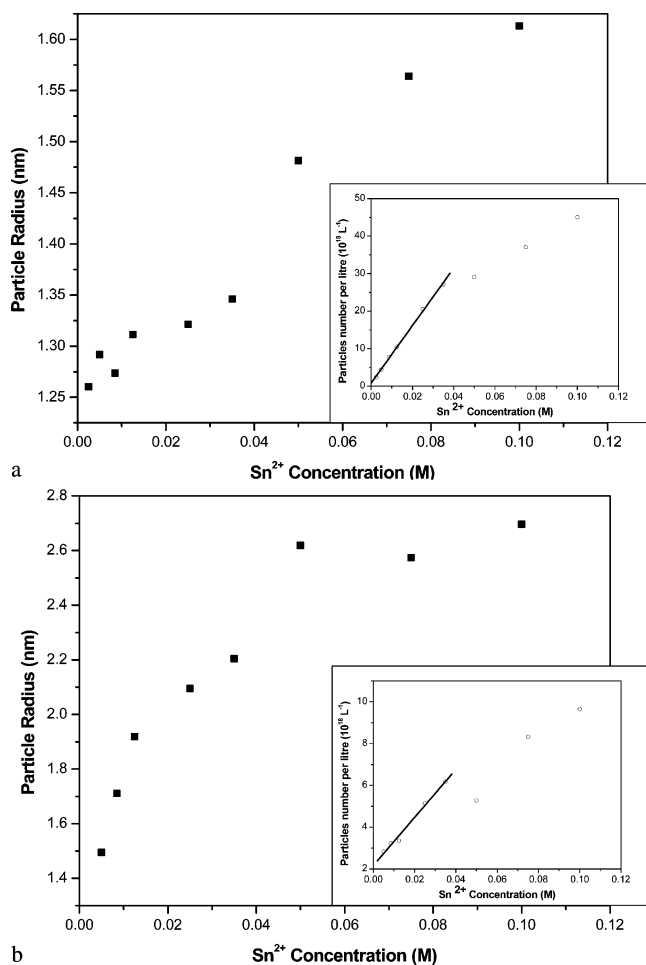 1.60
1.55
1.50
1.45
1.40
1.35
1.30
1.25
Particle Radius (nm)
0.00 0.02 0.04 0.06 0.08 0.10 0.12
Sn²⁺ Concentration (M)
50
40
30
20
10
0
Particles number per litre (10¹⁸ L⁻¹)
0.00 0.02 0.04 0.06 0.08 0.10 0.12
Sn ²⁺ Concentration (M)
a
2.8
2.6
2.4
2.2
2.0
1.8
1.6
1.4
Particle Radius (nm)
0.00 0.02 0.04 0.06 0.08 0.10 0.12
Sn²⁺ Concentration (M)
10
8
6
4
2
Particles number per litre (10¹⁸ L⁻¹)
0.00 0.02 0.04 0.06 0.08 0.10 0.12
Sn ²⁺ Concentration (M)
b